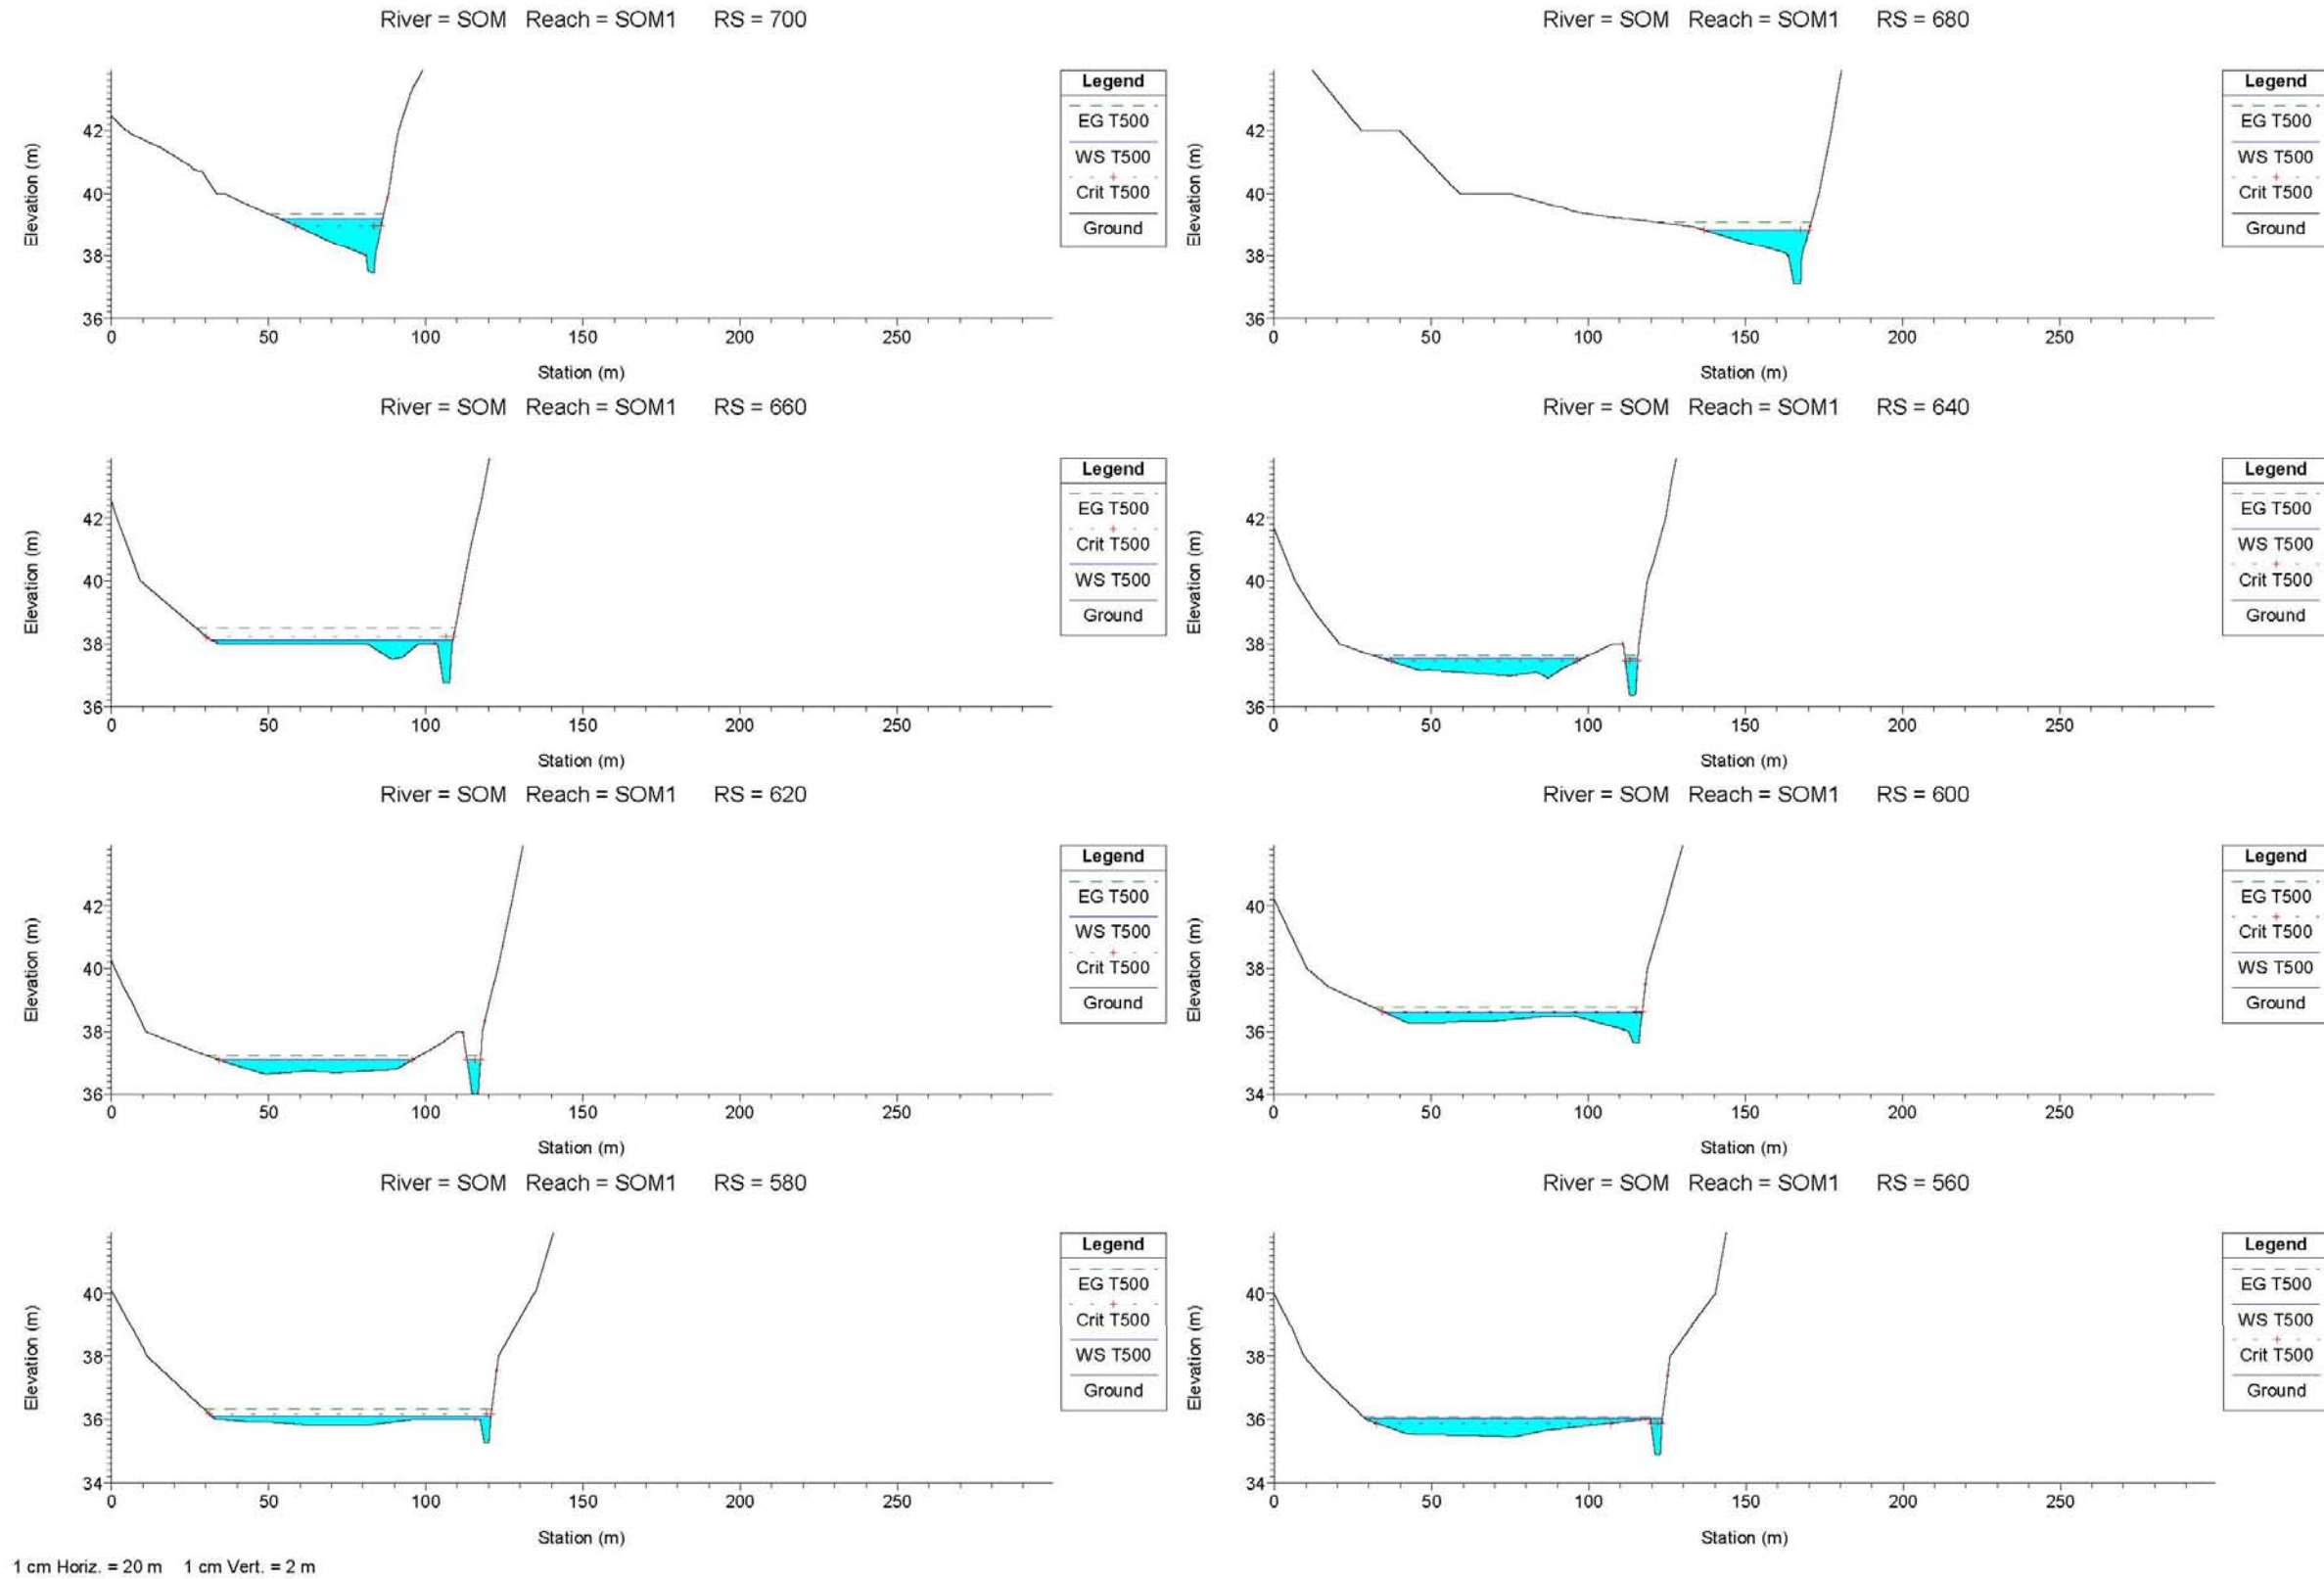 River = SOM Reach = SOM1 RS = 700
Legend
EG T500
WS T500
Crit T500
Ground
Elevation (m)
42
40
38
36
0 50 100 150 200 250
Station (m)
River = SOM Reach = SOM1 RS = 680
Legend
EG T500
WS T500
Crit T500
Ground
Elevation (m)
42
40
38
36
0 50 100 150 200 250
Station (m)
River = SOM Reach = SOM1 RS = 660
Legend
EG T500
Crit T500
WS T500
Ground
Elevation (m)
42
40
38
36
0 50 100 150 200 250
Station (m)
River = SOM Reach = SOM1 RS = 640
Legend
EG T500
WS T500
Crit T500
Ground
Elevation (m)
42
40
38
36
0 50 100 150 200 250
Station (m)
River = SOM Reach = SOM1 RS = 620
Legend
EG T500
WS T500
Crit T500
Ground
Elevation (m)
42
40
38
36
0 50 100 150 200 250
Station (m)
River = SOM Reach = SOM1 RS = 600
Legend
EG T500
Crit T500
WS T500
Ground
Elevation (m)
40
38
36
34
0 50 100 150 200 250
Station (m)
River = SOM Reach = SOM1 RS = 580
Legend
EG T500
Crit T500
WS T500
Ground
Elevation (m)
40
38
36
34
0 50 100 150 200 250
Station (m)
River = SOM Reach = SOM1 RS = 560
Legend
EG T500
WS T500
Crit T500
Ground
Elevation (m)
40
38
36
34
0 50 100 150 200 250
Station (m)
1 cm Horiz. = 20 m 1 cm Vert. = 2 m